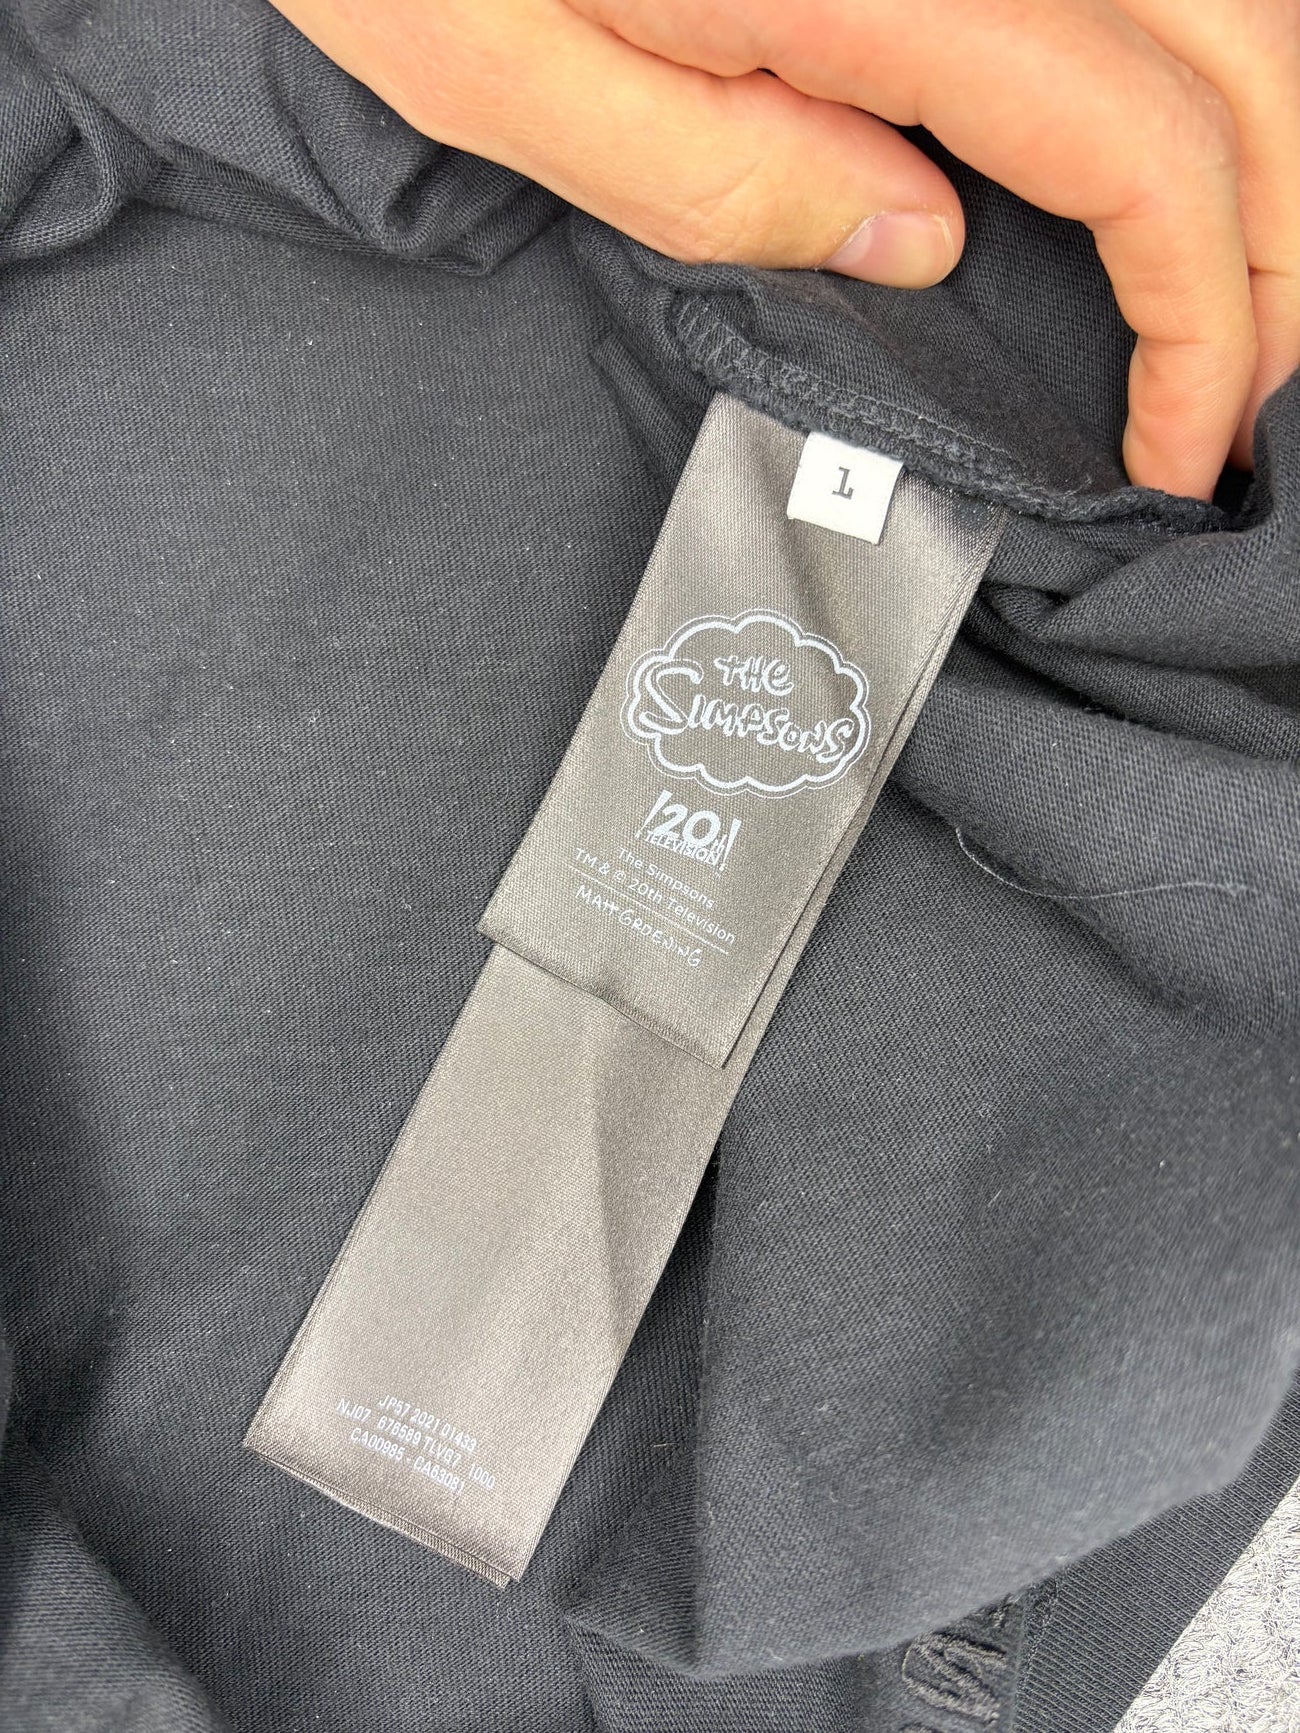 1
THE
SIMPSONS
20th
TELEVISION
The Simpsons
TM & © 20th Television
MATT GROENING
JP57 2021 01433
NJ07 676589 TLVG7 1000
CA00985 - CA63081